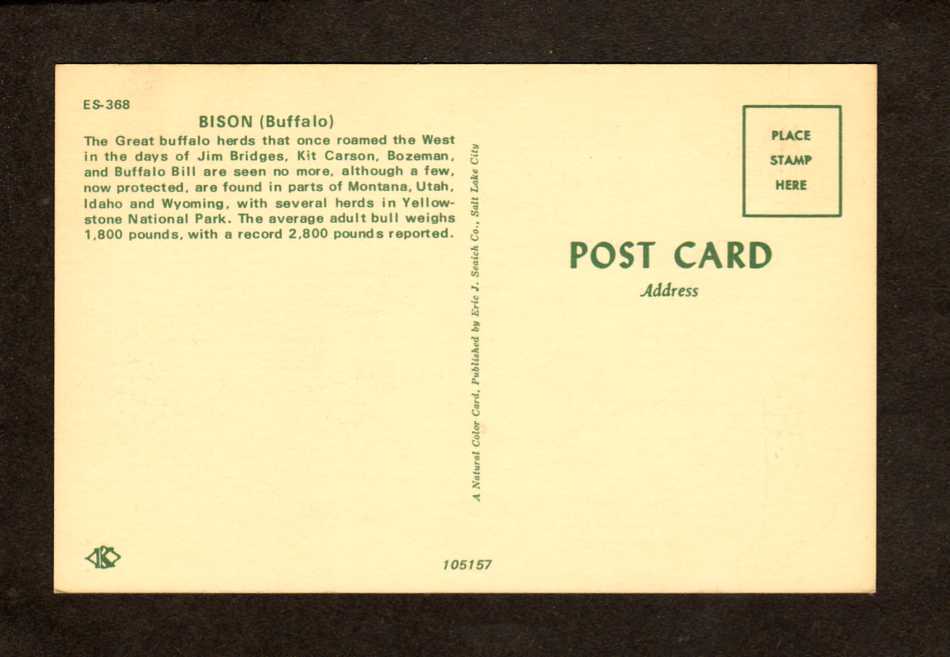 ES-368
BISON (Buffalo)
The Great buffalo herds that once roamed the West
in the days of Jim Bridges, Kit Carson, Bozeman,
and Buffalo Bill are seen no more, although a few,
now protected, are found in parts of Montana, Utah,
Idaho and Wyoming, with several herds in Yellow-
stone National Park. The average adult bull weighs
1,800 pounds, with a record 2,800 pounds reported.
A Natural Color Card, Published by Eric J. Seaich Co., Salt Lake City
PLACE
STAMP
HERE
POST CARD
Address
K
105157